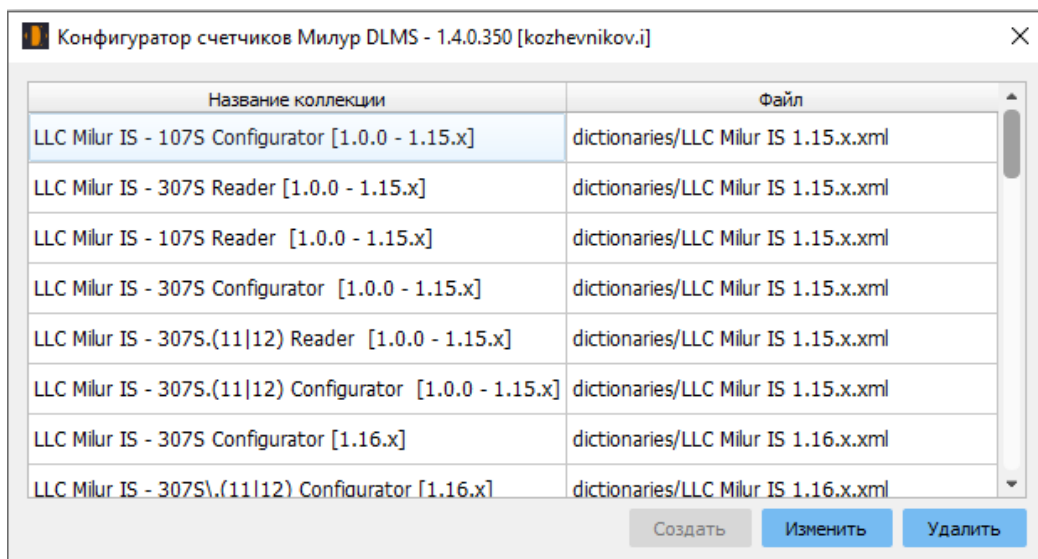 Конфигуратор счетчиков Милур DLMS - 1.4.0.350 [kozhevnikov.i]
Название коллекции Файл
LLC Milur IS - 107S Configurator [1.0.0 - 1.15.x] dictionaries/LLC Milur IS 1.15.x.xml
LLC Milur IS - 307S Reader [1.0.0 - 1.15.x] dictionaries/LLC Milur IS 1.15.x.xml
LLC Milur IS - 107S Reader  [1.0.0 - 1.15.x] dictionaries/LLC Milur IS 1.15.x.xml
LLC Milur IS - 307S Configurator  [1.0.0 - 1.15.x] dictionaries/LLC Milur IS 1.15.x.xml
LLC Milur IS - 307S.(11|12) Reader  [1.0.0 - 1.15.x] dictionaries/LLC Milur IS 1.15.x.xml
LLC Milur IS - 307S.(11|12) Configurator  [1.0.0 - 1.15.x] dictionaries/LLC Milur IS 1.15.x.xml
LLC Milur IS - 307S Configurator [1.16.x] dictionaries/LLC Milur IS 1.16.x.xml
LLC Milur IS - 307S\.(11|12) Configurator [1.16.x] dictionaries/LLC Milur IS 1.16.x.xml
Создать Изменить Удалить